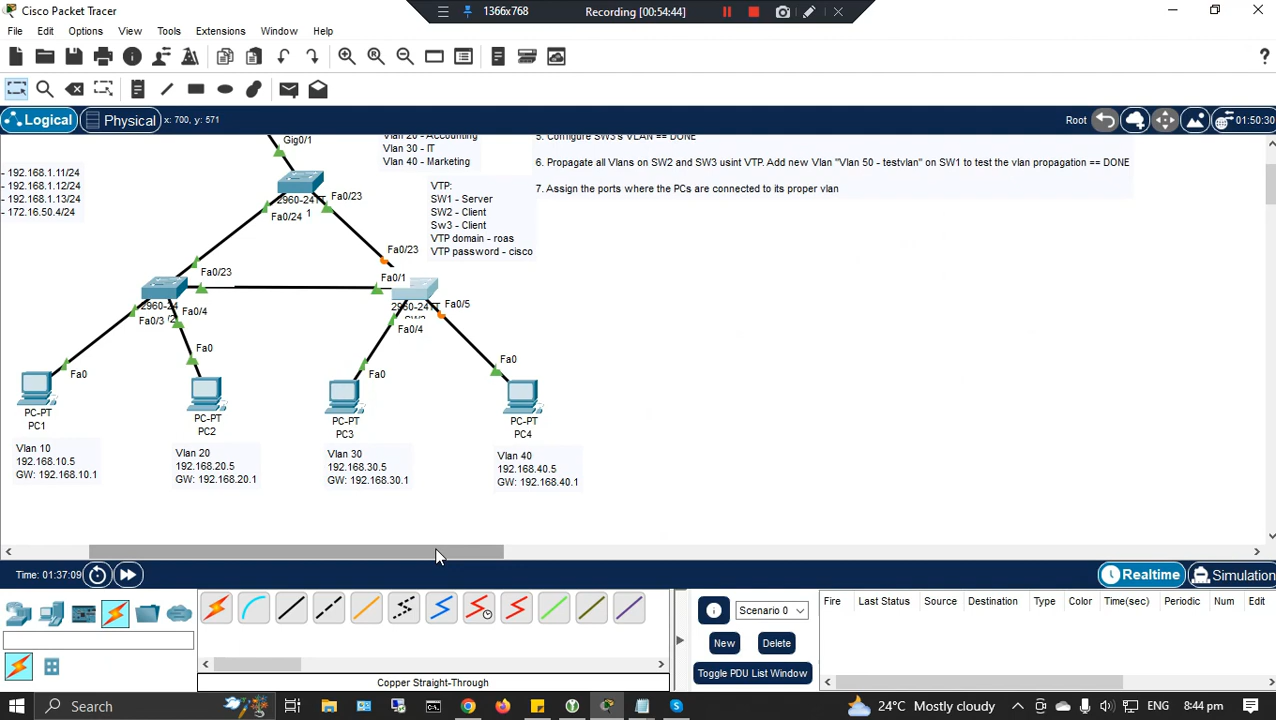 Cisco Packet Tracer
1366x768
Recording [00:54:44]
File Edit Options View Tools Extensions Window Help
Logical
Physical
x: 700, y: 571
Root
01:50:30
Gig0/1
Vlan 20 - Accounting
Vlan 30 - IT
Vlan 40 - Marketing
5. Configure SW3's VLAN == DONE
6. Propagate all Vlans on SW2 and SW3 usint VTP. Add new Vlan "Vlan 50 - testvlan" on SW1 to test the vlan propagation == DONE
7. Assign the ports where the PCs are connected to its proper vlan
- 192.168.1.11/24
- 192.168.1.12/24
- 192.168.1.13/24
- 172.16.50.4/24
VTP:
SW1 - Server
SW2 - Client
Sw3 - Client
VTP domain - roas
VTP password - cisco
Fa0/23
2960-24
Fa0/24
Fa0/23
Fa0/23
Fa0/1
2960-24
Fa0/3
Fa0/4
Fa0/5
Fa0/4
Fa0
Fa0
Fa0
Fa0
PC-PT
PC1
PC-PT
PC2
PC-PT
PC3
PC-PT
PC4
Vlan 10
192.168.10.5
GW: 192.168.10.1
Vlan 20
192.168.20.5
GW: 192.168.20.1
Vlan 30
192.168.30.5
GW: 192.168.30.1
Vlan 40
192.168.40.5
GW: 192.168.40.1
Time: 01:37:09
Realtime
Simulation
Scenario 0
New
Delete
Toggle PDU List Window
Fire Last Status Source Destination Type Color Time(sec) Periodic Num Edit
Copper Straight-Through
Search
24°C Mostly cloudy
ENG
8:44 pm